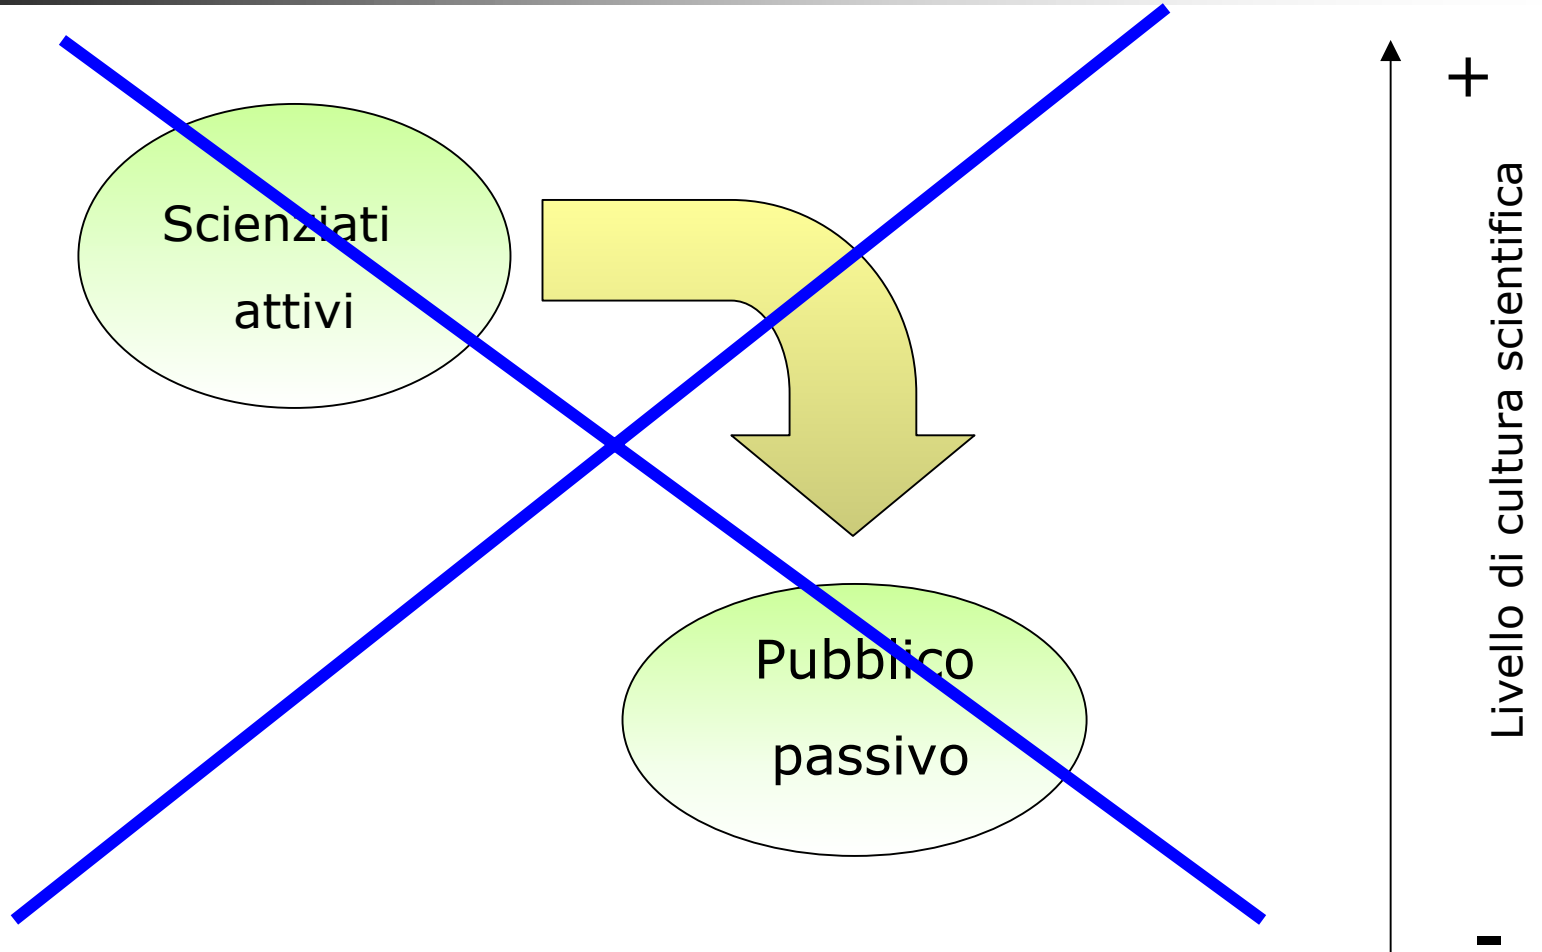 Scienziati
attivi
Pubblico
passivo
+
Livello di cultura scientifica
-